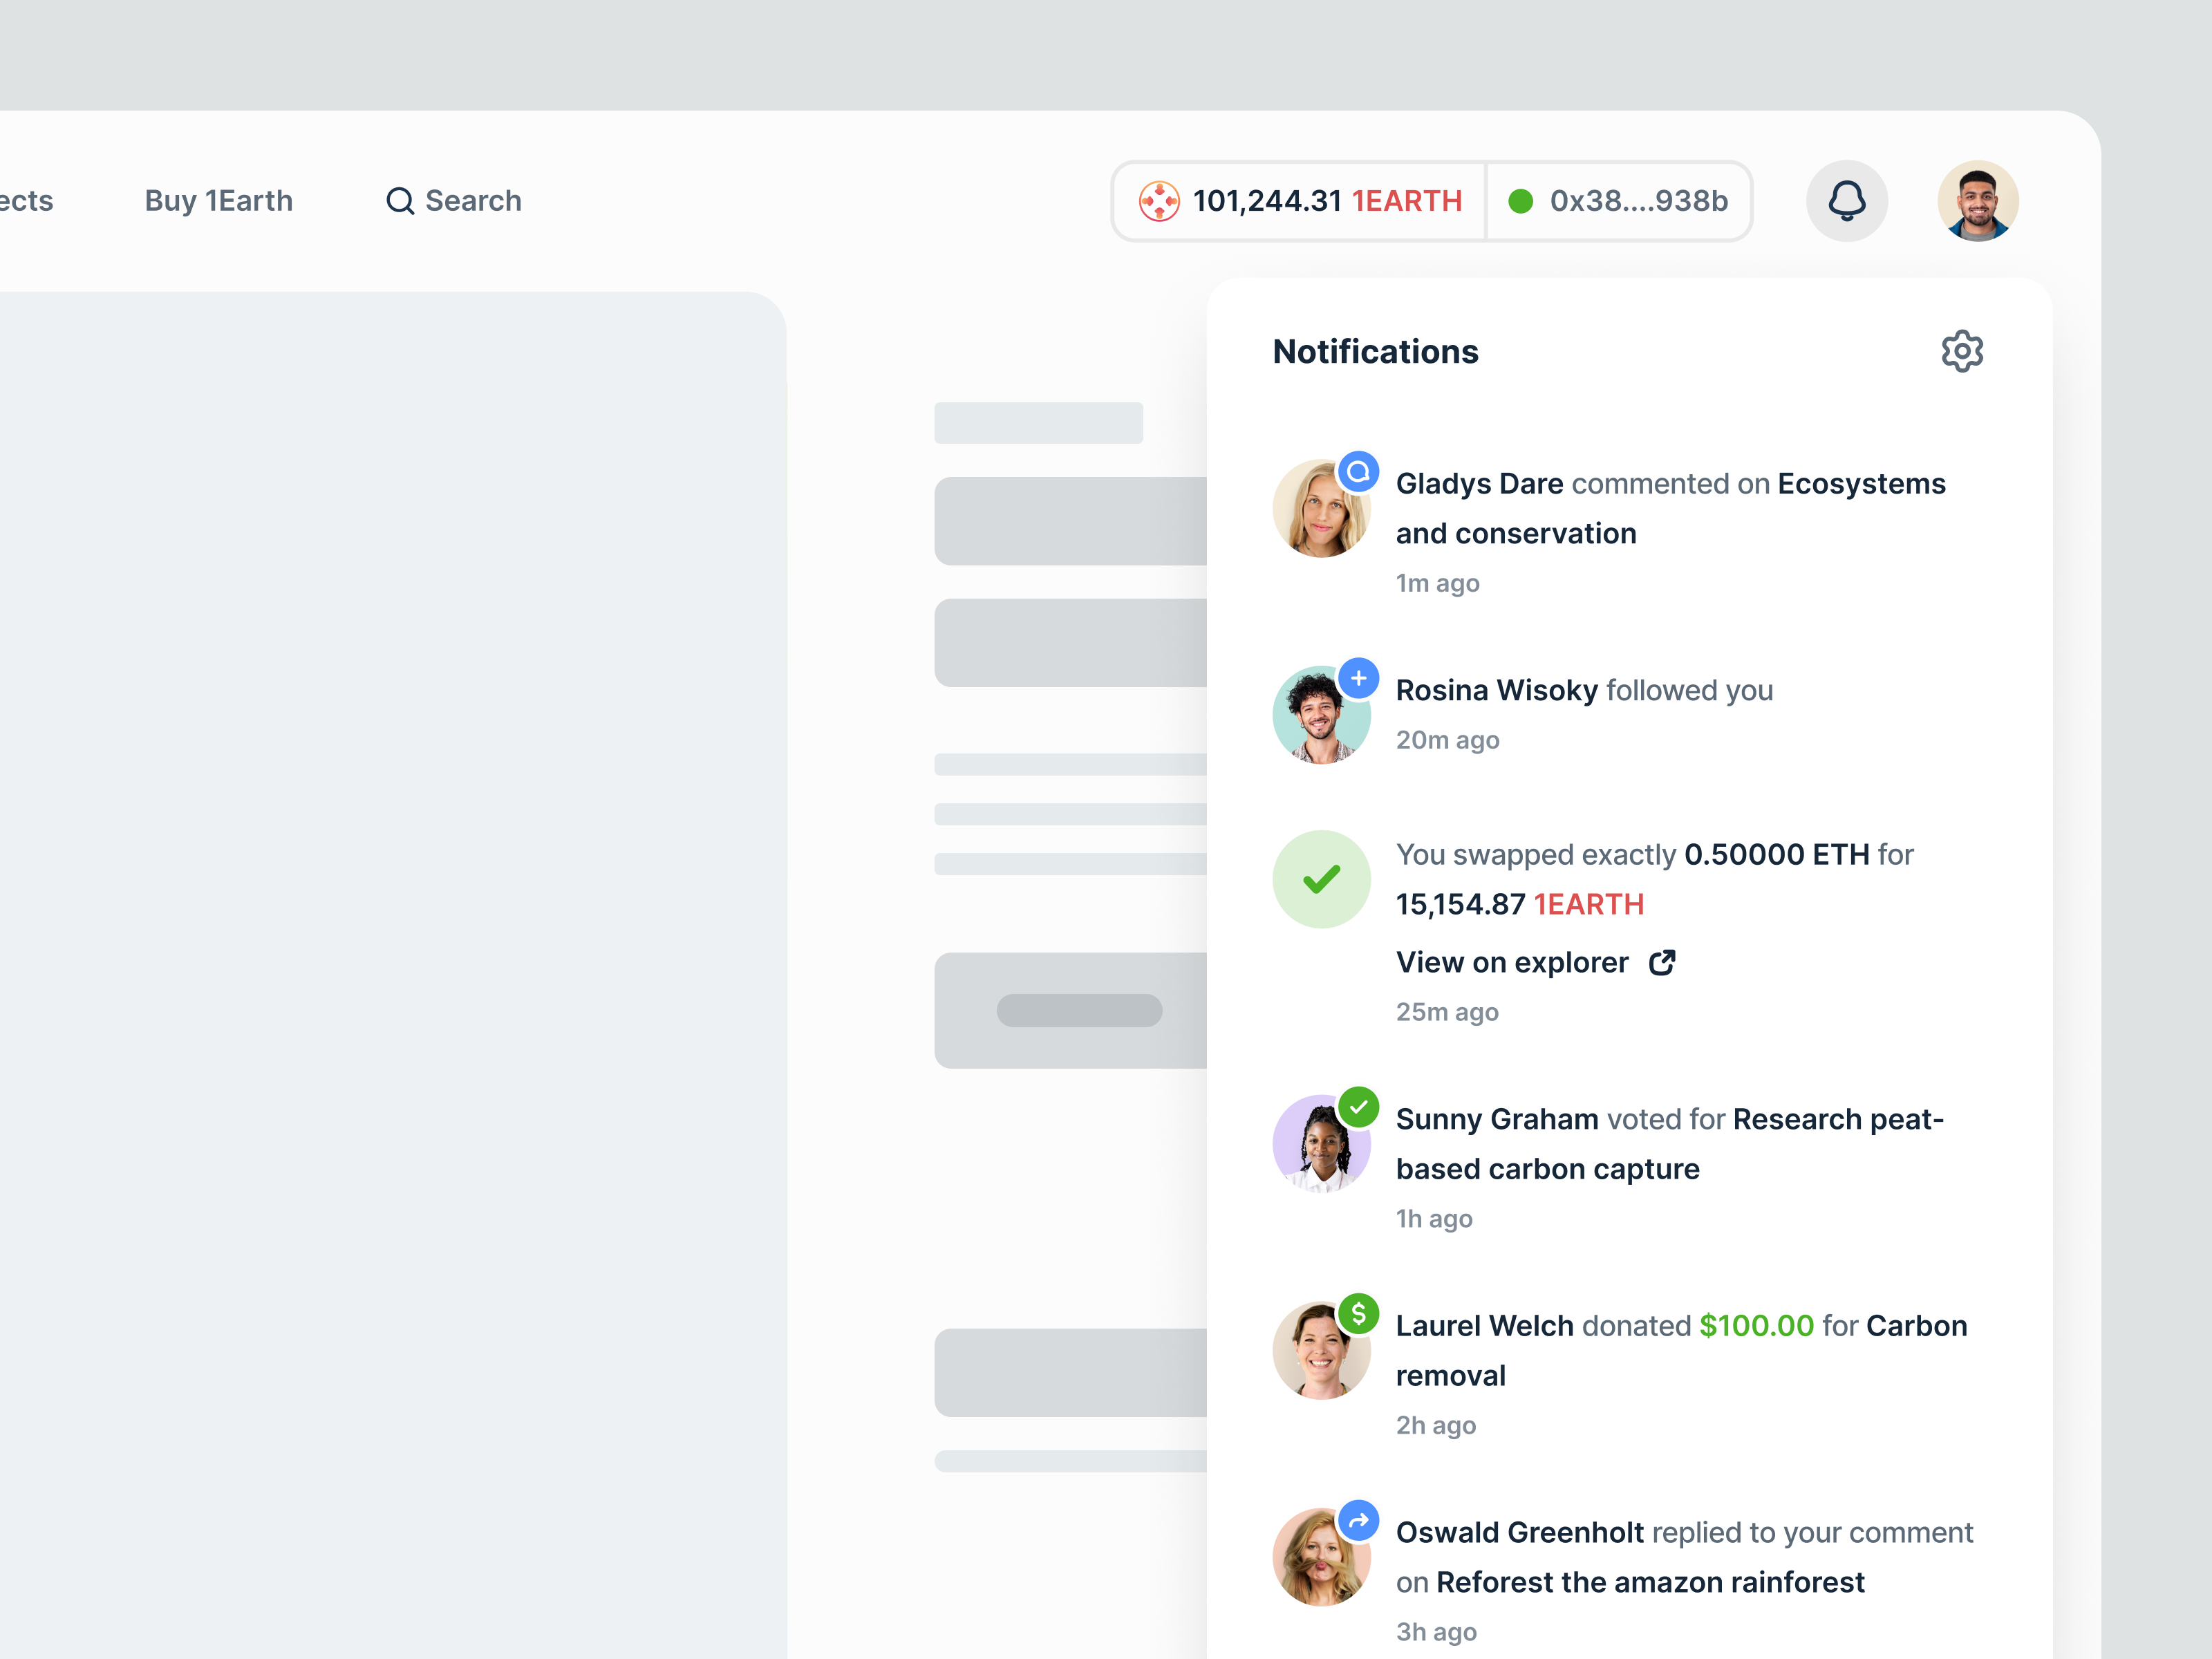 ects
Buy 1Earth
Search
101,244.31 1EARTH
0x38....938b
Notifications
Gladys Dare commented on Ecosystems
and conservation
1m ago
Rosina Wisoky followed you
20m ago
You swapped exactly 0.50000 ETH for
15,154.87 1EARTH
View on explorer
25m ago
Sunny Graham voted for Research peat-
based carbon capture
1h ago
Laurel Welch donated $100.00 for Carbon
removal
2h ago
Oswald Greenholt replied to your comment
on Reforest the amazon rainforest
3h ago